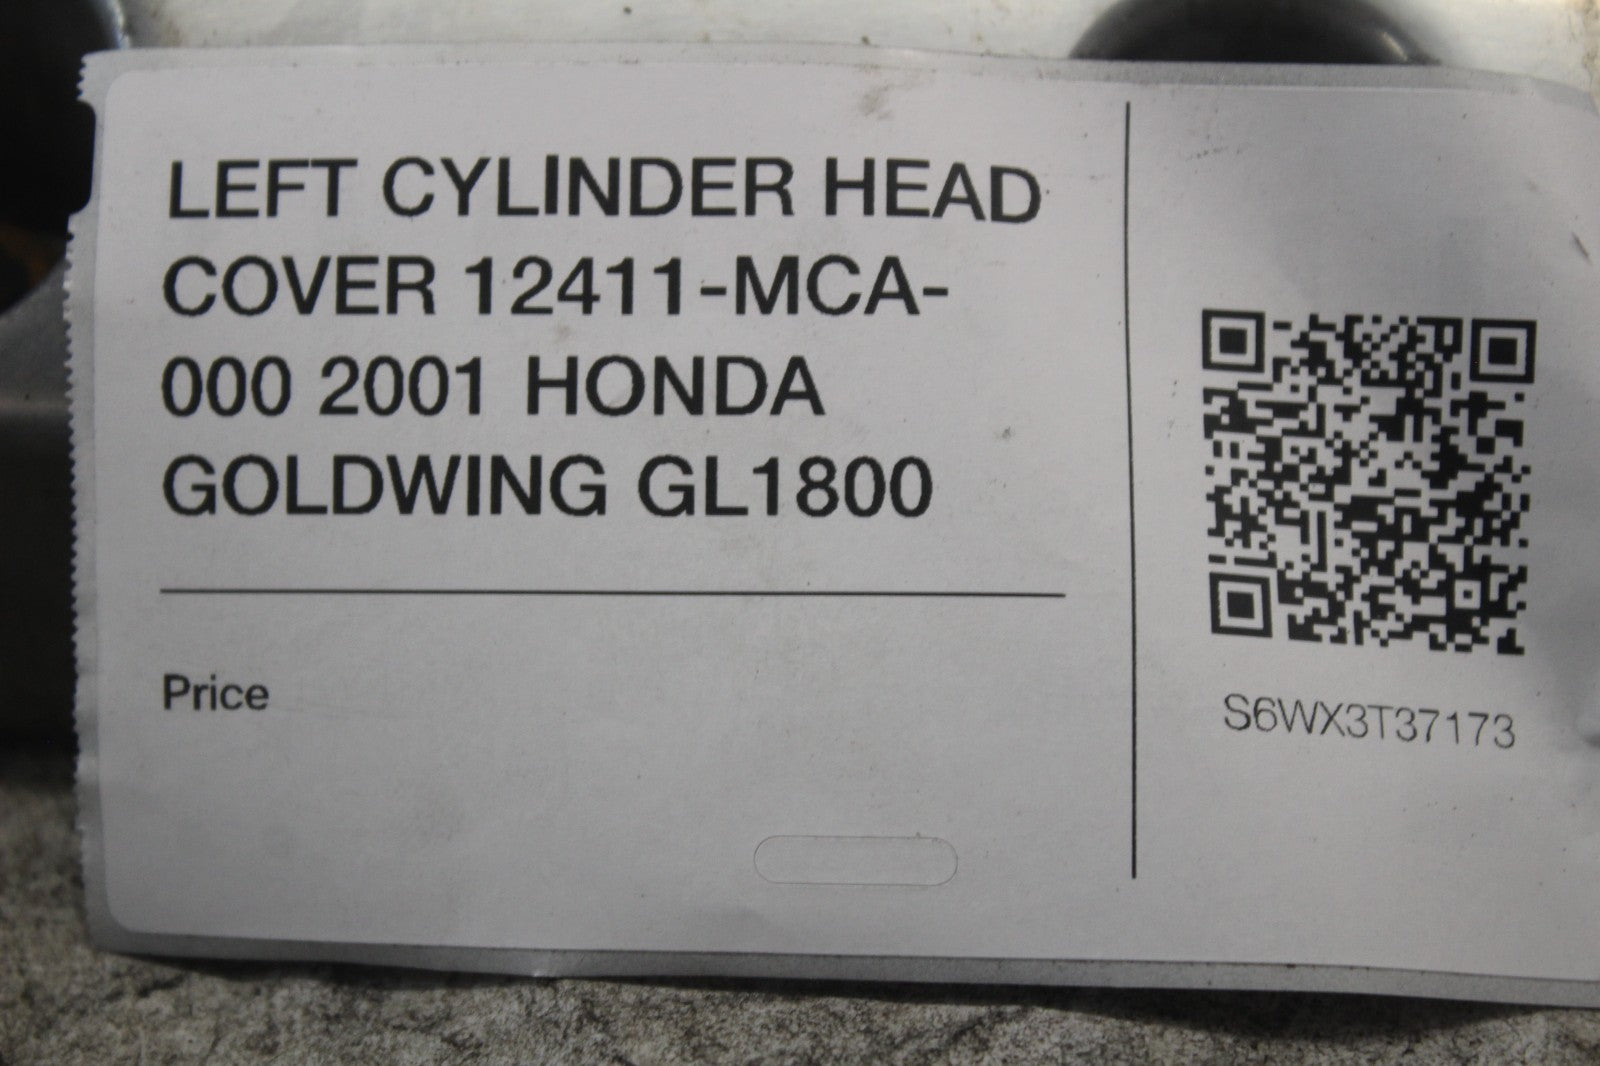 LEFT CYLINDER HEAD
COVER 12411-MCA-
000 2001 HONDA
GOLDWING GL1800
Price
S6WX3T37173